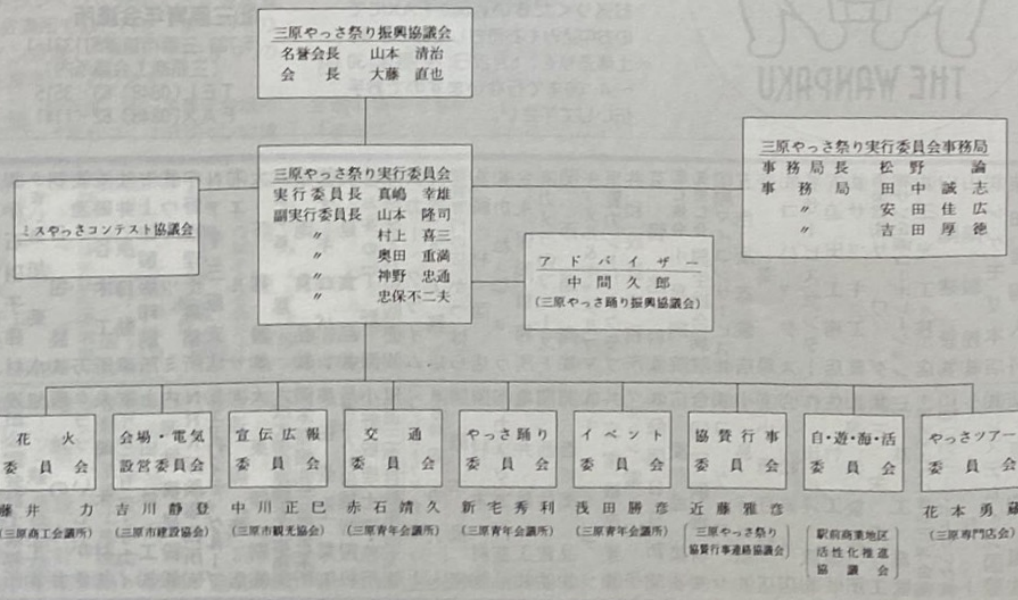 三原やっさ祭り振興協議会
名誉会長 山本 清治
会 長 大藤 直也
三原やっさ祭り実行委員会
実行委員長 真嶋 幸雄
副実行委員長 山本 隆司
〃 村上 喜三
〃 奥田 重満
〃 神野 忠通
〃 忠保不二夫
三原やっさ祭り実行委員会事務局
事務局長 松野 論
事務局 田中誠志
〃 安田佳広
〃 吉田厚徳
ミスやっさコンテスト協議会
アドバイザー
中間久郎
(三原やっさ踊り振興協議会)
花火
委員会
藤井 力
(三原商工会議所)
会場・電気
設営委員会
吉川静登
(三原市建設協会)
宣伝広報
委員会
中川正巳
(三原市観光協会)
交通
委員会
赤石靖久
(三原青年会議所)
やっさ踊り
委員会
新宅秀利
(三原青年会議所)
イベント
委員会
浅田勝彦
(三原青年会議所)
協賛行事
委員会
近藤雅彦
(三原やっさ祭り
協賛行事連絡協議会)
自・遊・海・活
委員会
(駅前商業地区
活性化推進
協議会)
やっさツアー
委員会
花本勇蔵
(三原専門店会)
THE WANPAKU